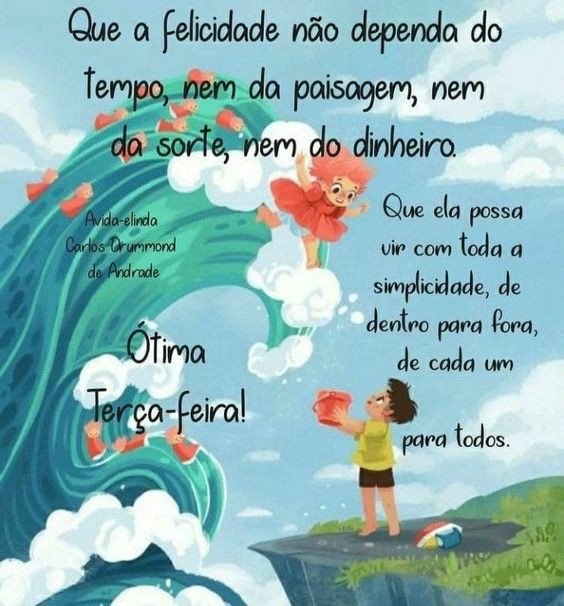 Que a felicidade não dependa do
tempo, nem da paisagem, nem
da sorte, nem do dinheiro.
Que ela possa
vir com toda a
simplicidade, de
dentro para fora,
de cada um
para todos.
Avida-elinda
Carlos Drummond
de Andrade
Ótima
Terça-feira!